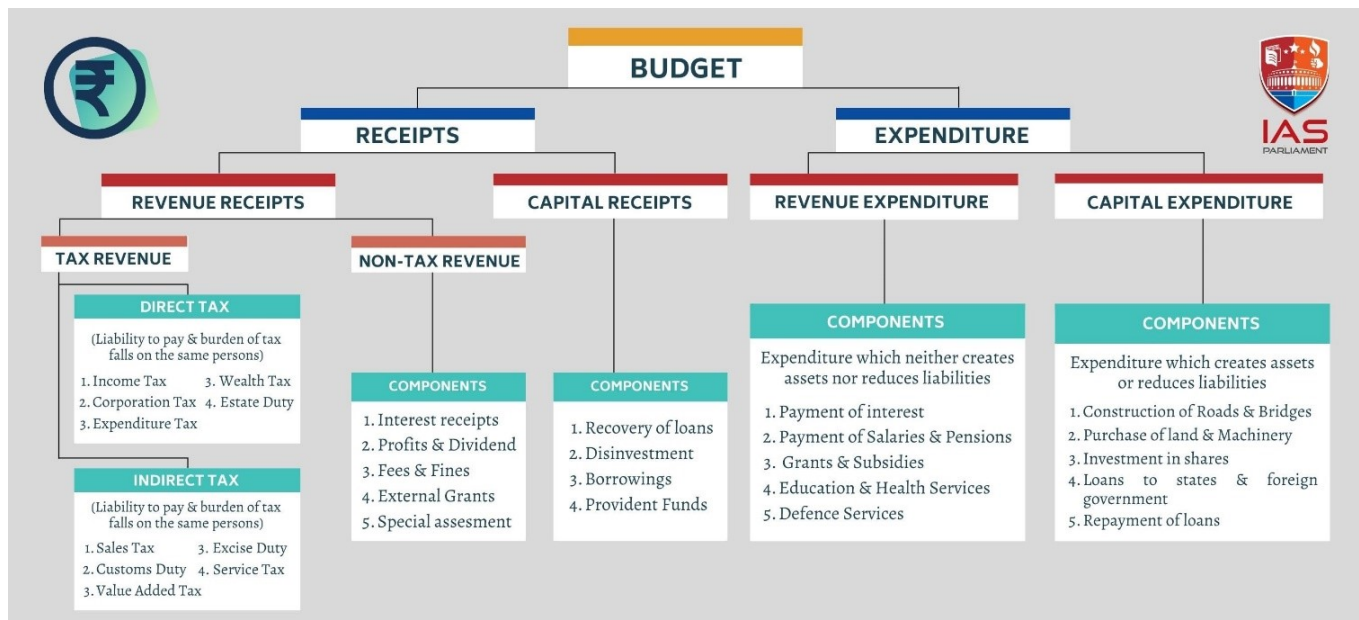 BUDGET
IAS
PARLIAMENT
RECEIPTS
EXPENDITURE
REVENUE RECEIPTS
CAPITAL RECEIPTS
REVENUE EXPENDITURE
CAPITAL EXPENDITURE
TAX REVENUE
NON-TAX REVENUE
DIRECT TAX
(Liability to pay & burden of tax
falls on the same persons)
1. Income Tax 3. Wealth Tax
2. Corporation Tax 4. Estate Duty
3. Expenditure Tax
INDIRECT TAX
(Liability to pay & burden of tax
falls on the same persons)
1. Sales Tax 3. Excise Duty
2. Customs Duty 4. Service Tax
3. Value Added Tax
COMPONENTS
1. Interest receipts
2. Profits & Dividend
3. Fees & Fines
4. External Grants
5. Special assesment
COMPONENTS
1. Recovery of loans
2. Disinvestment
3. Borrowings
4. Provident Funds
COMPONENTS
Expenditure which neither creates
assets nor reduces liabilities
1. Payment of interest
2. Payment of Salaries & Pensions
3. Grants & Subsidies
4. Education & Health Services
5. Defence Services
COMPONENTS
Expenditure which creates assets
or reduces liabilities
1. Construction of Roads & Bridges
2. Purchase of land & Machinery
3. Investment in shares
4. Loans to states & foreign
government
5. Repayment of loans